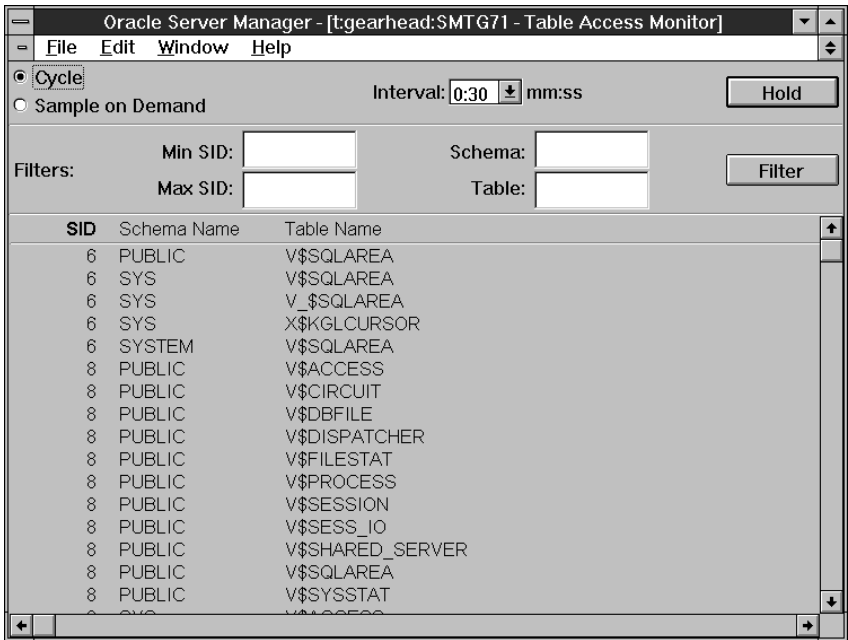 Oracle Server Manager - [t:gearhead:SMTG71 - Table Access Monitor]
File Edit Window Help
Cycle
Sample on Demand
Interval: 0:30 mm:ss
Hold
Filters:
Min SID:
Schema:
Max SID:
Table:
Filter
SID Schema Name Table Name
6 PUBLIC V$SQLAREA
6 SYS V$SQLAREA
6 SYS V_$SQLAREA
6 SYS X$KGLCURSOR
6 SYSTEM V$SQLAREA
8 PUBLIC V$ACCESS
8 PUBLIC V$CIRCUIT
8 PUBLIC V$DBFILE
8 PUBLIC V$DISPATCHER
8 PUBLIC V$FILESTAT
8 PUBLIC V$PROCESS
8 PUBLIC V$SESSION
8 PUBLIC V$SESS_IO
8 PUBLIC V$SHARED_SERVER
8 PUBLIC V$SQLAREA
8 PUBLIC V$SYSSTAT